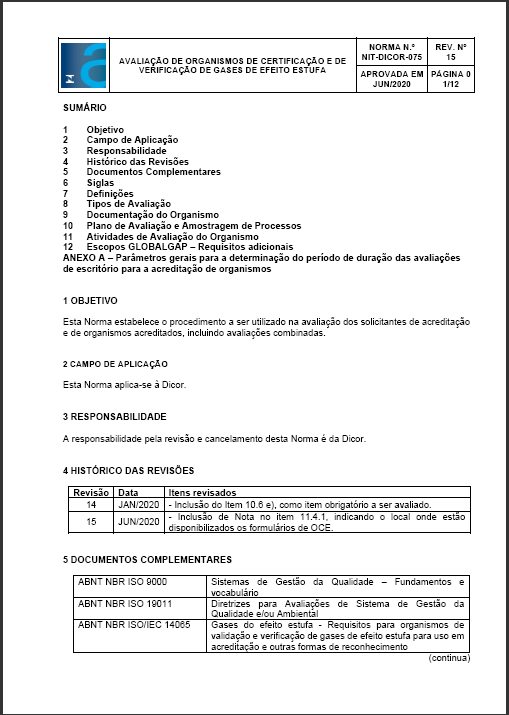 AVALIAÇÃO DE ORGANISMOS DE CERTIFICAÇÃO E DE
VERIFICAÇÃO DE GASES DE EFEITO ESTUFA
NORMA N.º
NIT-DICOR-075
REV. Nº
15
APROVADA EM
JUN/2020
PÁGINA 0
1/12
SUMÁRIO
1 Objetivo
2 Campo de Aplicação
3 Responsabilidade
4 Histórico das Revisões
5 Documentos Complementares
6 Siglas
7 Definições
8 Tipos de Avaliação
9 Documentação do Organismo
10 Plano de Avaliação e Amostragem de Processos
11 Atividades de Avaliação do Organismo
12 Escopos GLOBALGAP – Requisitos adicionais
ANEXO A – Parâmetros gerais para a determinação do período de duração das avaliações
de escritório para a acreditação de organismos
1 OBJETIVO
Esta Norma estabelece o procedimento a ser utilizado na avaliação dos solicitantes de acreditação
e de organismos acreditados, incluindo avaliações combinadas.
2 CAMPO DE APLICAÇÃO
Esta Norma aplica-se à Dicor.
3 RESPONSABILIDADE
A responsabilidade pela revisão e cancelamento desta Norma é da Dicor.
4 HISTÓRICO DAS REVISÕES
Revisão Data Itens revisados
14 JAN/2020 - Inclusão do Item 10.6 e), como item obrigatório a ser avaliado.
15 JUN/2020 - Inclusão de Nota no item 11.4.1, indicando o local onde estão
disponibilizados os formulários de OCE.
5 DOCUMENTOS COMPLEMENTARES
ABNT NBR ISO 9000 Sistemas de Gestão da Qualidade – Fundamentos e
vocabulário
ABNT NBR ISO 19011 Diretrizes para Avaliações de Sistema de Gestão da
Qualidade e/ou Ambiental
ABNT NBR ISO/IEC 14065 Gases do efeito estufa - Requisitos para organismos de
validação e verificação de gases de efeito estufa para uso em
acreditação e outras formas de reconhecimento
(continua)